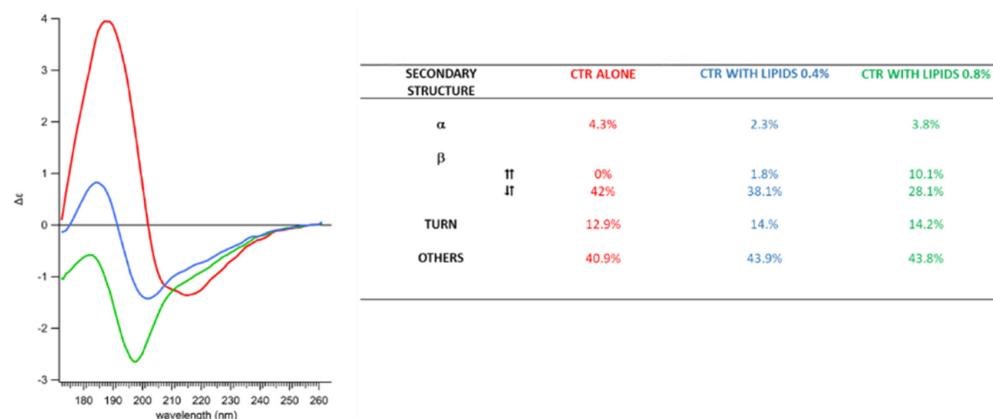 4
3
2
1
0
-1
-2
-3
Δε
180 190 200 210 220 230 240 250 260
wavelength (nm)
SECONDARY STRUCTURE CTR ALONE CTR WITH LIPIDS 0.4% CTR WITH LIPIDS 0.8%
α 4.3% 2.3% 3.8%
β
⇈ 0% 1.8% 10.1%
⇵ 42% 38.1% 28.1%
TURN 12.9% 14.% 14.2%
OTHERS 40.9% 43.9% 43.8%